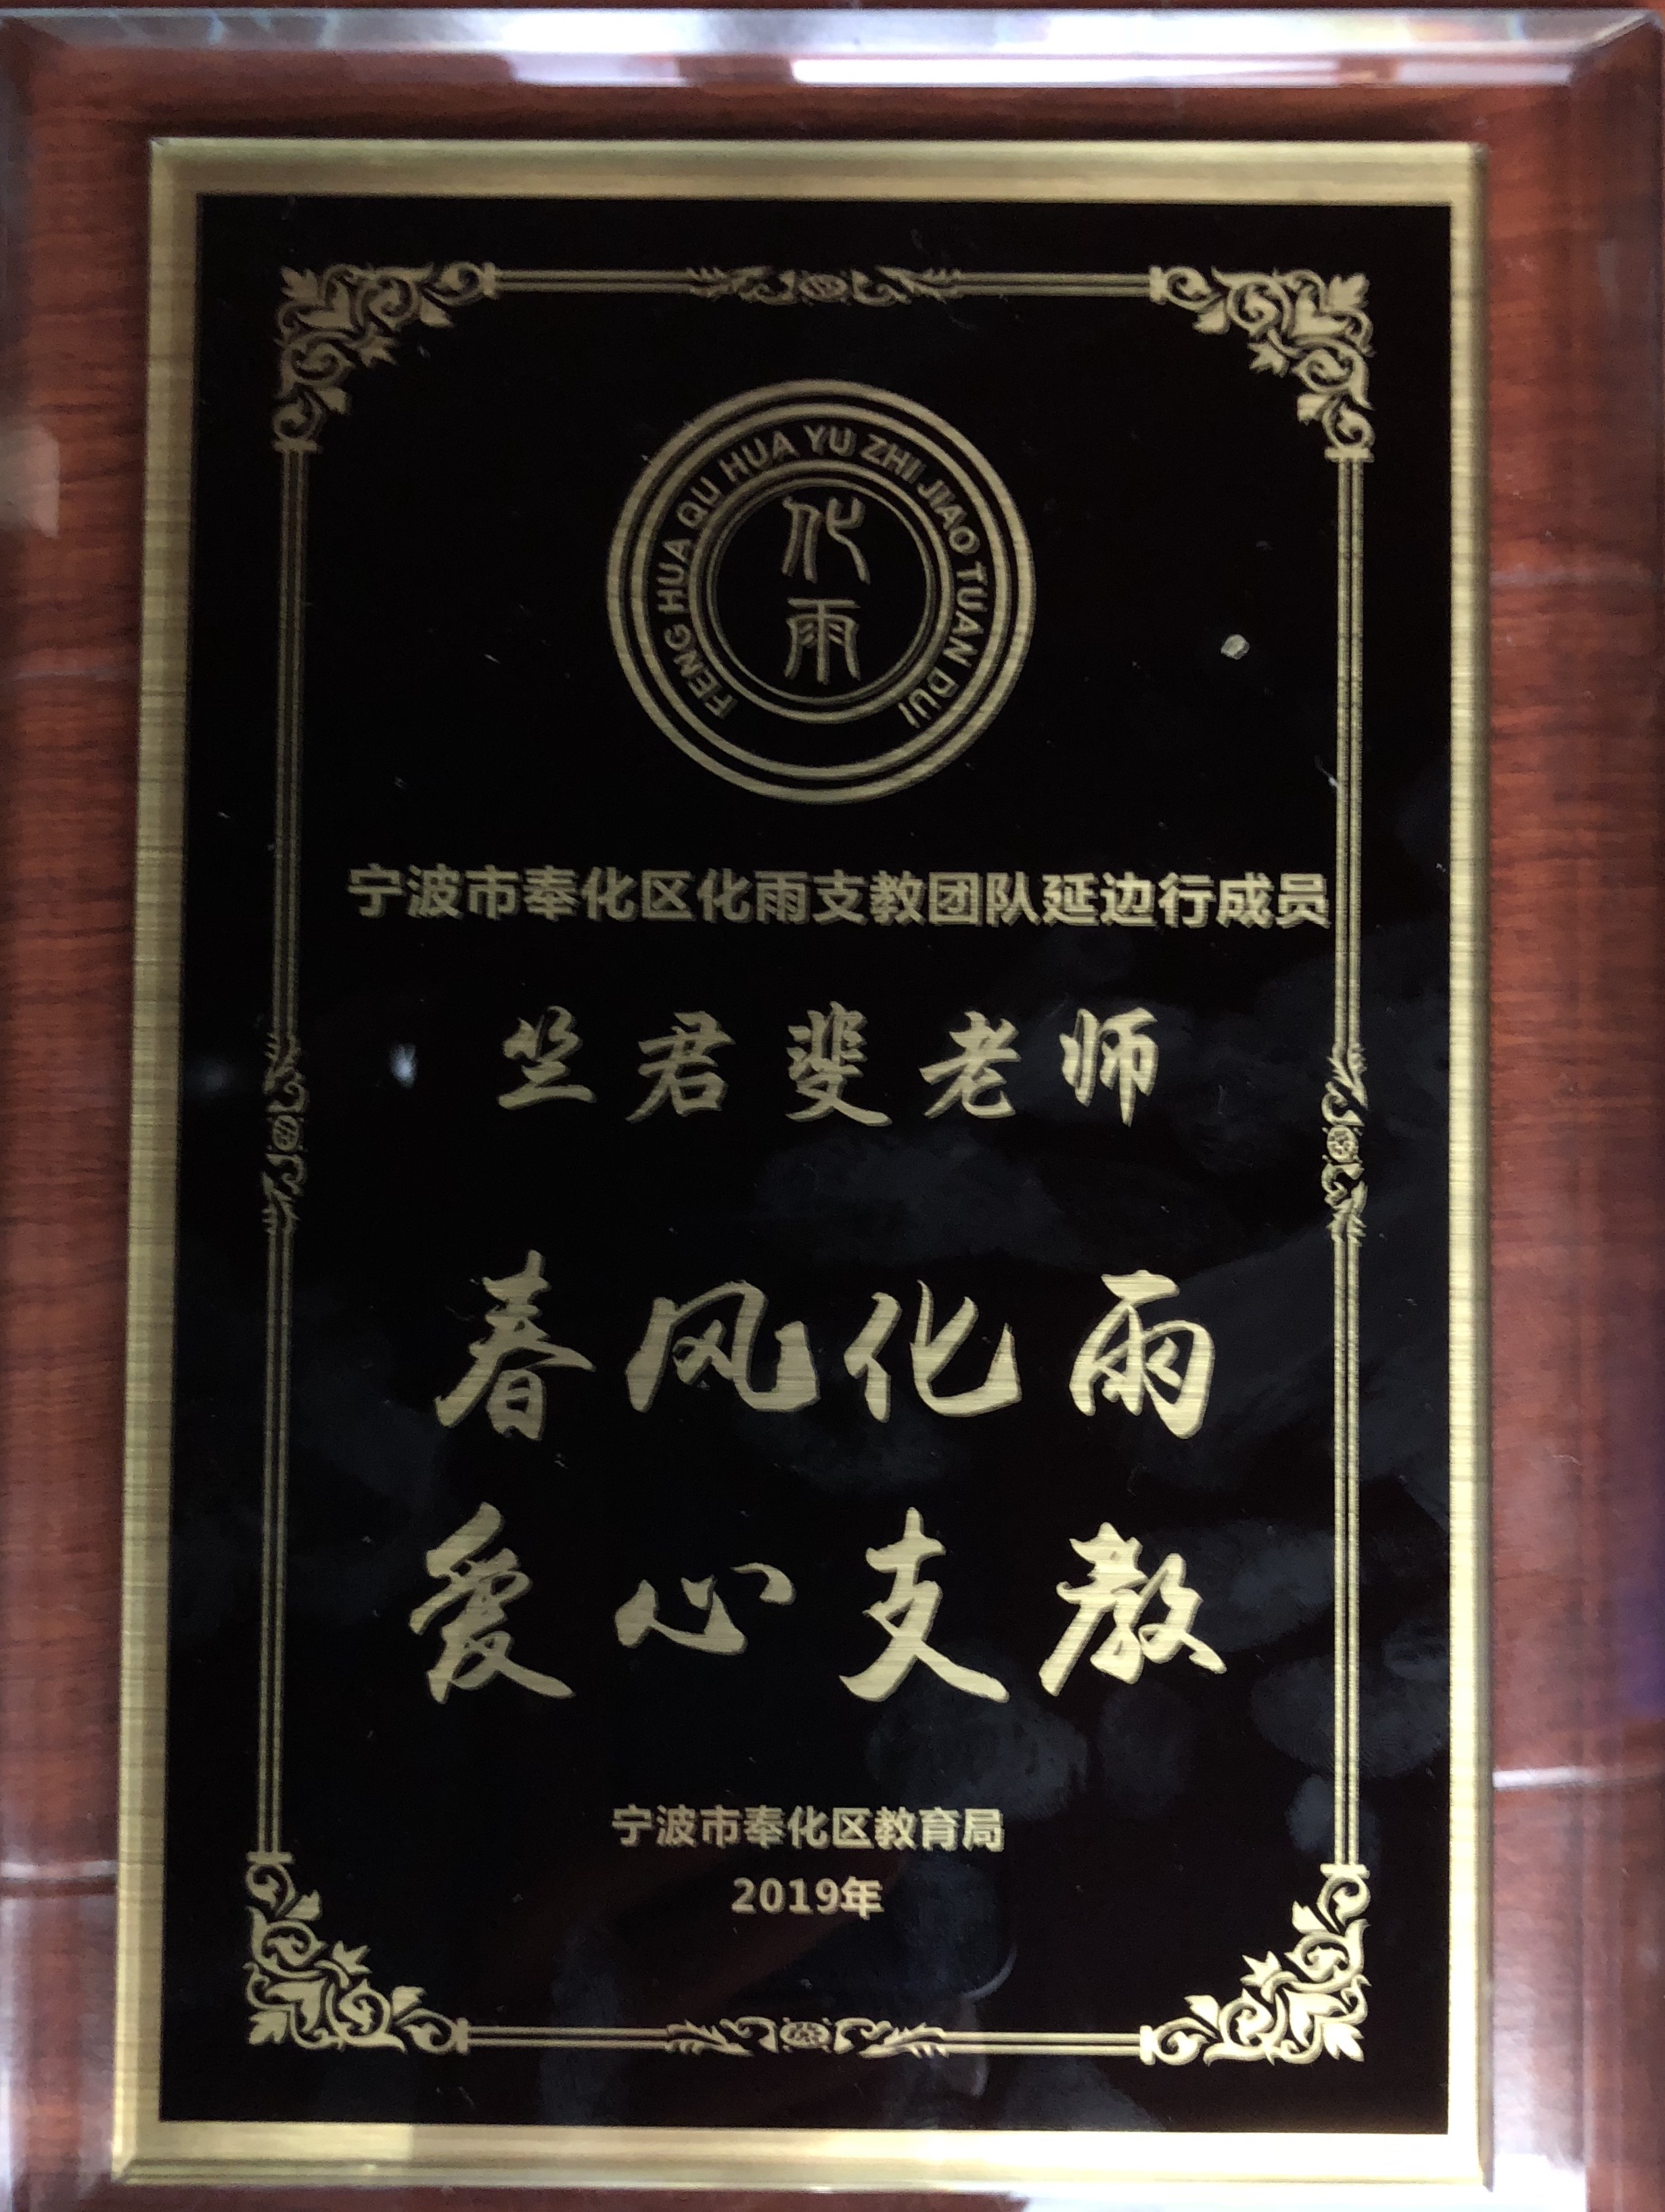 FENG HUA QU HUA YU ZHI JIAO TUAN DUI
化雨
宁波市奉化区化雨支教团队延边行成员
竺君斐老师
春风化雨
爱心支教
宁波市奉化区教育局
2019年